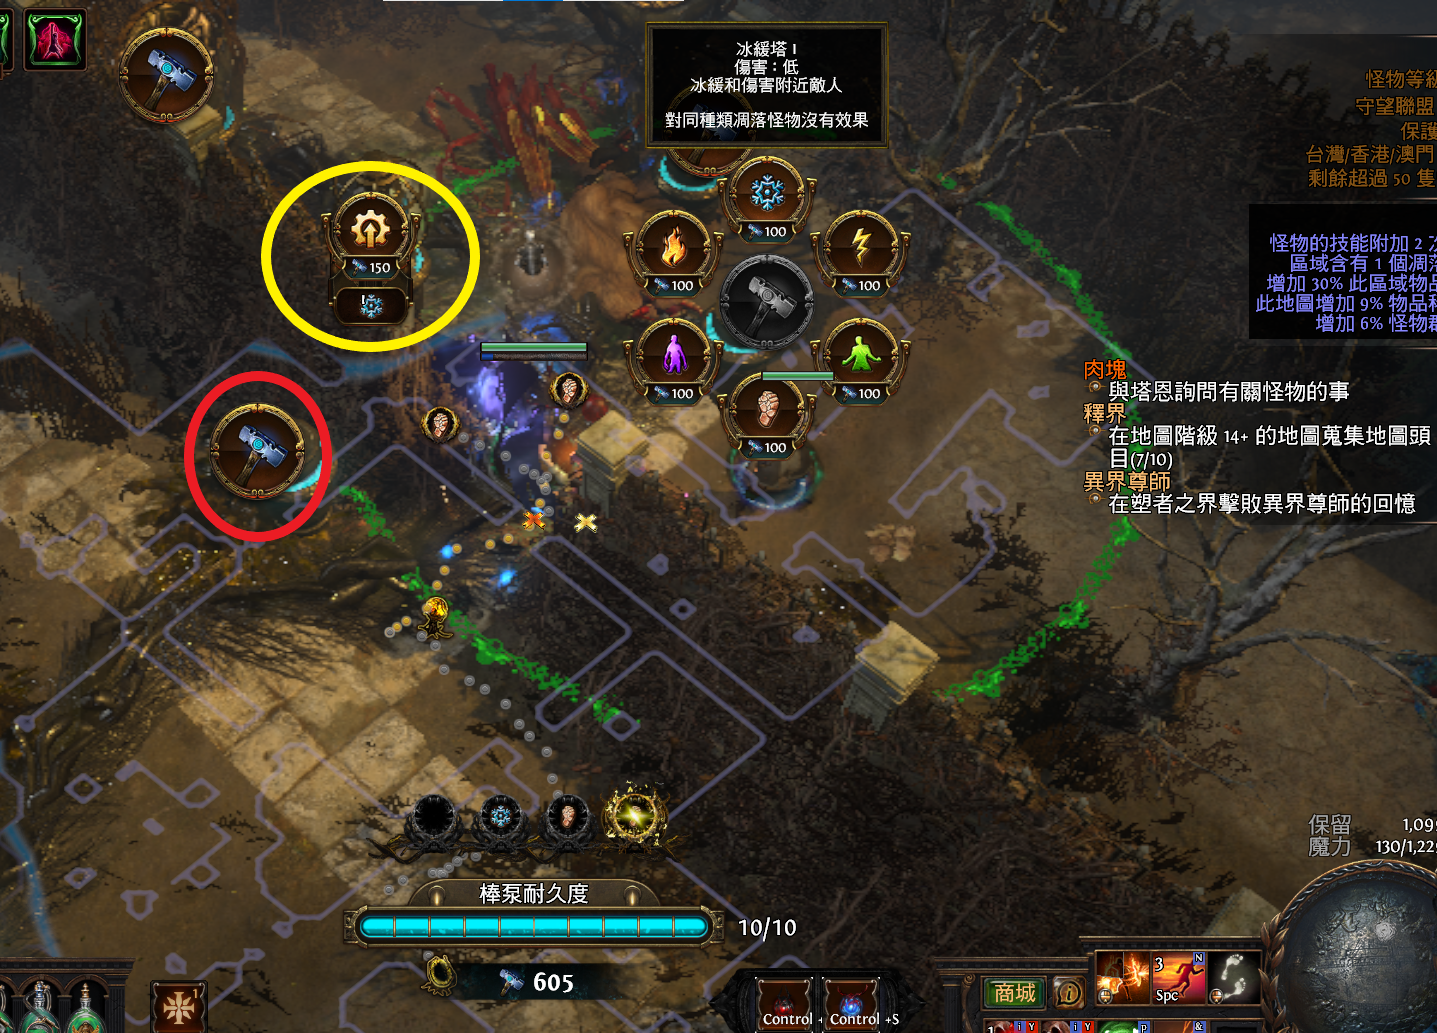 冰緩塔 I
傷害：低
冰緩和傷害附近敵人
對同種類凋落怪物沒有效果
怪物等級
守望聯盟
保護
台灣/香港/澳門
剩餘超過 50 隻
怪物的技能附加 2 次
區域含有 1 個凋落
增加 30% 此區域物品
此地圖增加 9% 物品稀
增加 6% 怪物群
150
I
100
100
100
100
100
100
肉塊
與塔恩詢問有關怪物的事
釋界
在地圖階級 14+ 的地圖蒐集地圖頭
目(7/10)
異界尊師
在塑者之界擊敗異界尊師的回憶
保留
魔力 130/1,22
棒泵耐久度
10/10
605
商城
3
N
Spc
Control +
Control +S
1
1
i Y
i Y
P
&